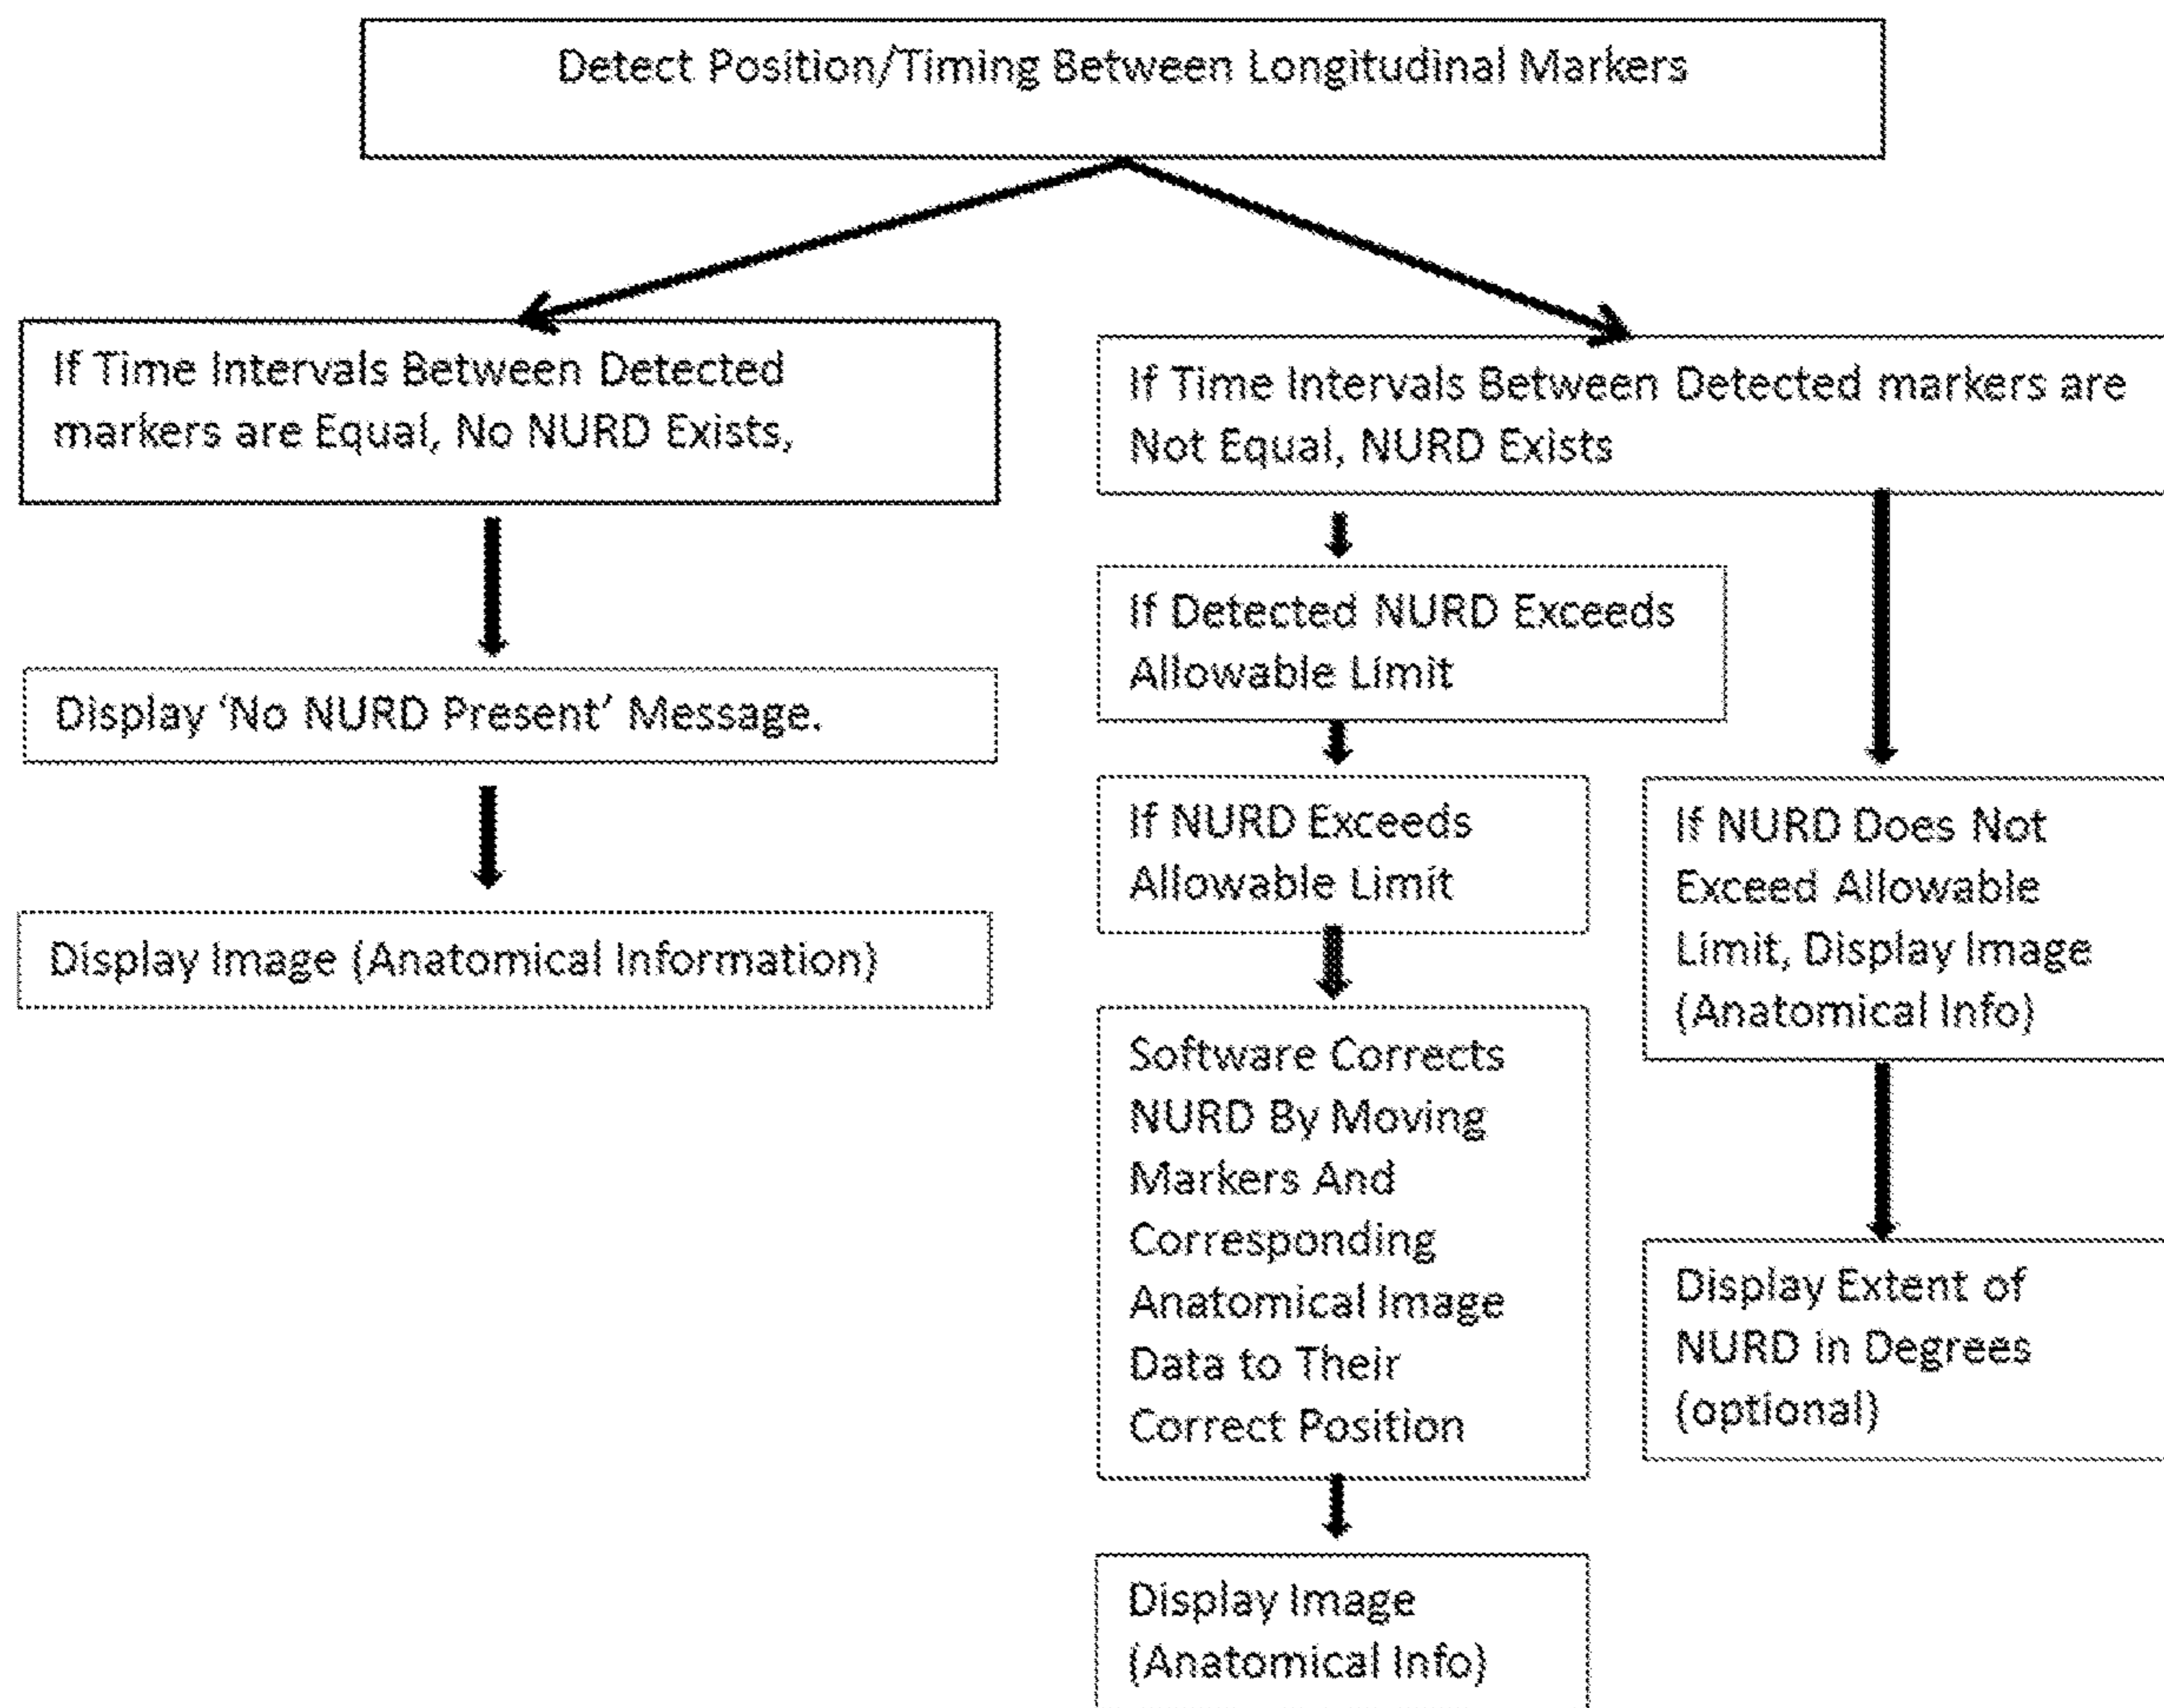 Detect Position/Timing Between Longitudinal Markers
If Time Intervals Between Detected
markers are Equal, No NURD Exists,
If Time Intervals Between Detected markers are
Not Equal, NURD Exists
If Detected NURD Exceeds
Allowable Limit
Display ‘No NURD Present’ Message.
If NURD Exceeds
Allowable Limit
If NURD Does Not
Exceed Allowable
Limit, Display Image
(Anatomical Info)
Display Image (Anatomical Information)
Software Corrects
NURD By Moving
Markers And
Corresponding
Anatomical Image
Data to Their
Correct Position
Display Extent of
NURD in Degrees
(optional)
Display Image
(Anatomical Info)